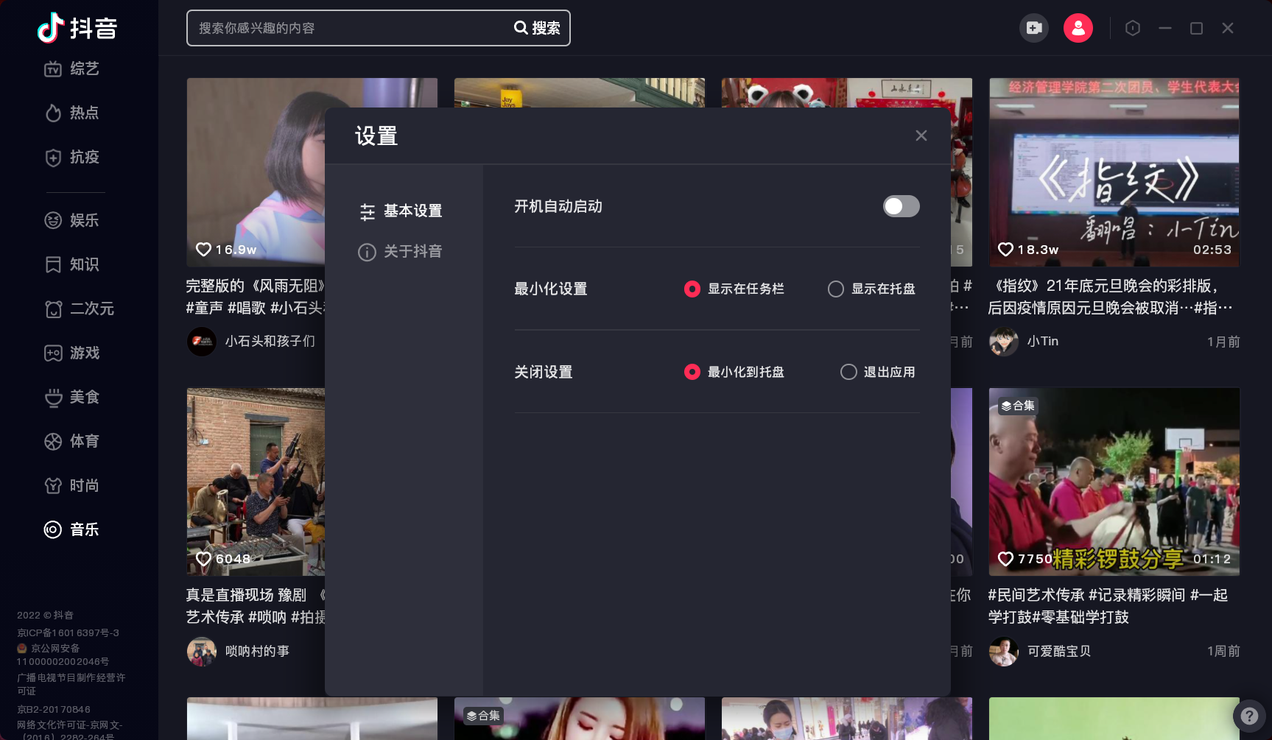 抖音
搜索你感兴趣的内容
搜索
综艺
热点
抗疫
娱乐
知识
二次元
游戏
美食
体育
时尚
音乐
2022 © 抖音
京ICP备16016397号-3
京公网安备
11000002002046号
广播电视节目制作经营许
可证
京B2-20170846
网络文化许可证-京网文-
(2016) 2282-264号
设置
基本设置
关于抖音
开机自动启动
最小化设置
显示在任务栏
显示在托盘
关闭设置
最小化到托盘
退出应用
16.9w
完整版的《风雨无阻》
#童声 #唱歌 #小石头
小石头和孩子们
经济管理学院第二次团员、学生代表大会
《指纹》
翻唱：小Tin
18.3w
02:53
《指纹》21年底元旦晚会的彩排版，
后因疫情原因元旦晚会被取消…#指…
小Tin
1月前
6048
真是直播现场 豫剧 《
艺术传承 #唢呐 #拍摄
唢呐村的事
合集
7750
精彩锣鼓分享
01:12
#民间艺术传承 #记录精彩瞬间 #一起
学打鼓#零基础学打鼓
可爱酷宝贝
1周前
合集